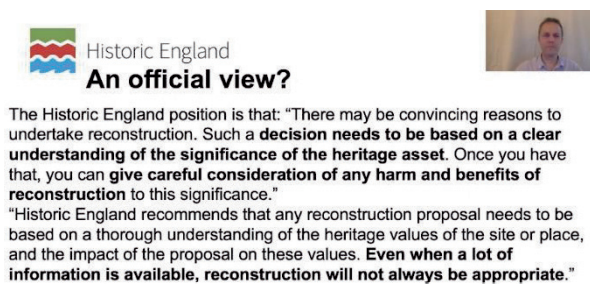 Historic England
An official view?
The Historic England position is that: “There may be convincing reasons to
undertake reconstruction. Such a decision needs to be based on a clear
understanding of the significance of the heritage asset. Once you have
that, you can give careful consideration of any harm and benefits of
reconstruction to this significance.”
“Historic England recommends that any reconstruction proposal needs to be
based on a thorough understanding of the heritage values of the site or place,
and the impact of the proposal on these values. Even when a lot of
information is available, reconstruction will not always be appropriate.”